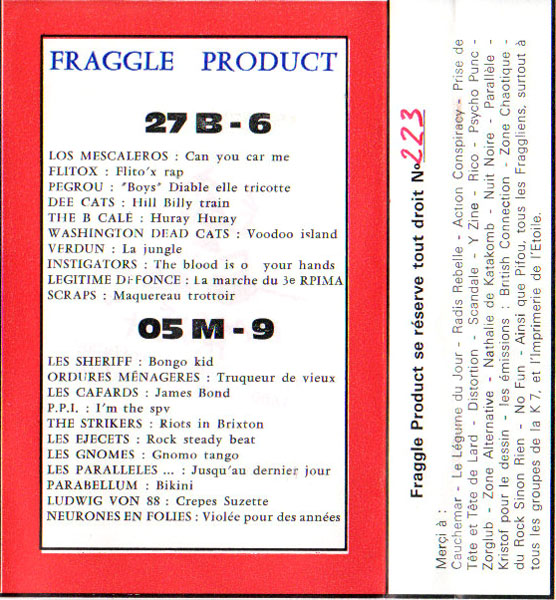 FRAGGLE PRODUCT
27 B - 6
LOS MESCALEROS : Can you car me
FLITOX : Flito'x rap
PEGROU : "Boys" Diable elle tricotte
DEE CATS : Hill Billy train
THE B CALE : Huray Huray
WASHINGTON DEAD CATS : Voodoo island
VERDUN : La jungle
INSTIGATORS : The blood is o your hands
LEGITIME DEFONCE : La marche du 3e RPIMA
SCRAPS : Maquereau trottoir
05 M - 9
LES SHERIFF : Bongo kid
ORDURES MÉNAGERES : Truqueur de vieux
LES CAFARDS : James Bond
P.P.I. : I'm the spv
THE STRIKERS : Riots in Brixton
LES EJECETS : Rock steady beat
LES GNOMES : Gnomo tango
LES PARALLELES ... : Jusqu'au dernier jour
PARABELLUM : Bikini
LUDWIG VON 88 : Crepes Suzette
NEURONES EN FOLIES : Violée pour des années
Fraggle Product se réserve tout droit N° 223
Merçi à :
Cauchemar - Le Légume du Jour - Radis Rebelle - Action Conspiracy - Prise de
Tête et Tête de Lard - Distortion - Scandale - Y Zine - Rico - Psycho Punc -
Zorglub - Zone Alternative - Nathalie de Katakomb - Nuit Noire - Parallèle -
Kristof pour le dessin - les émissions : British Connection - Zone Chaotique -
du Rock Sinon Rien - No Fun - Ainsi que Pifou, tous les Fraggliens, surtout à
tous les groupes de la K 7, et l'Imprimerie de l'Etoile.